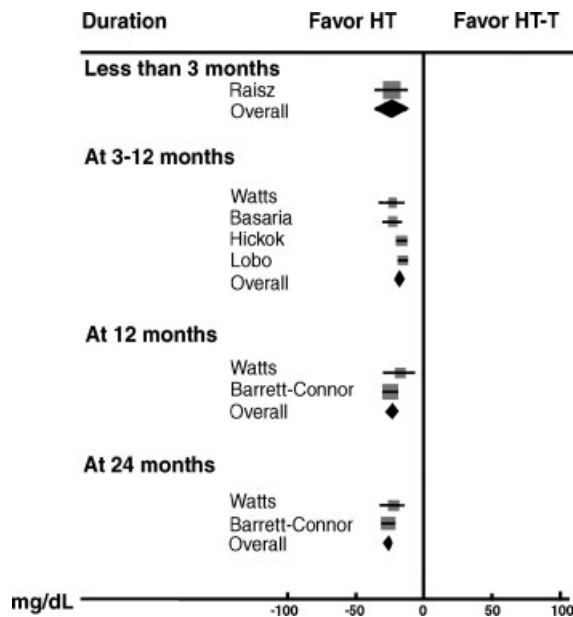 Duration Favor HT Favor HT-T
Less than 3 months
Raisz
Overall
At 3-12 months
Watts
Basaria
Hickok
Lobo
Overall
At 12 months
Watts
Barrett-Connor
Overall
At 24 months
Watts
Barrett-Connor
Overall
mg/dL -100 -50 0 50 100